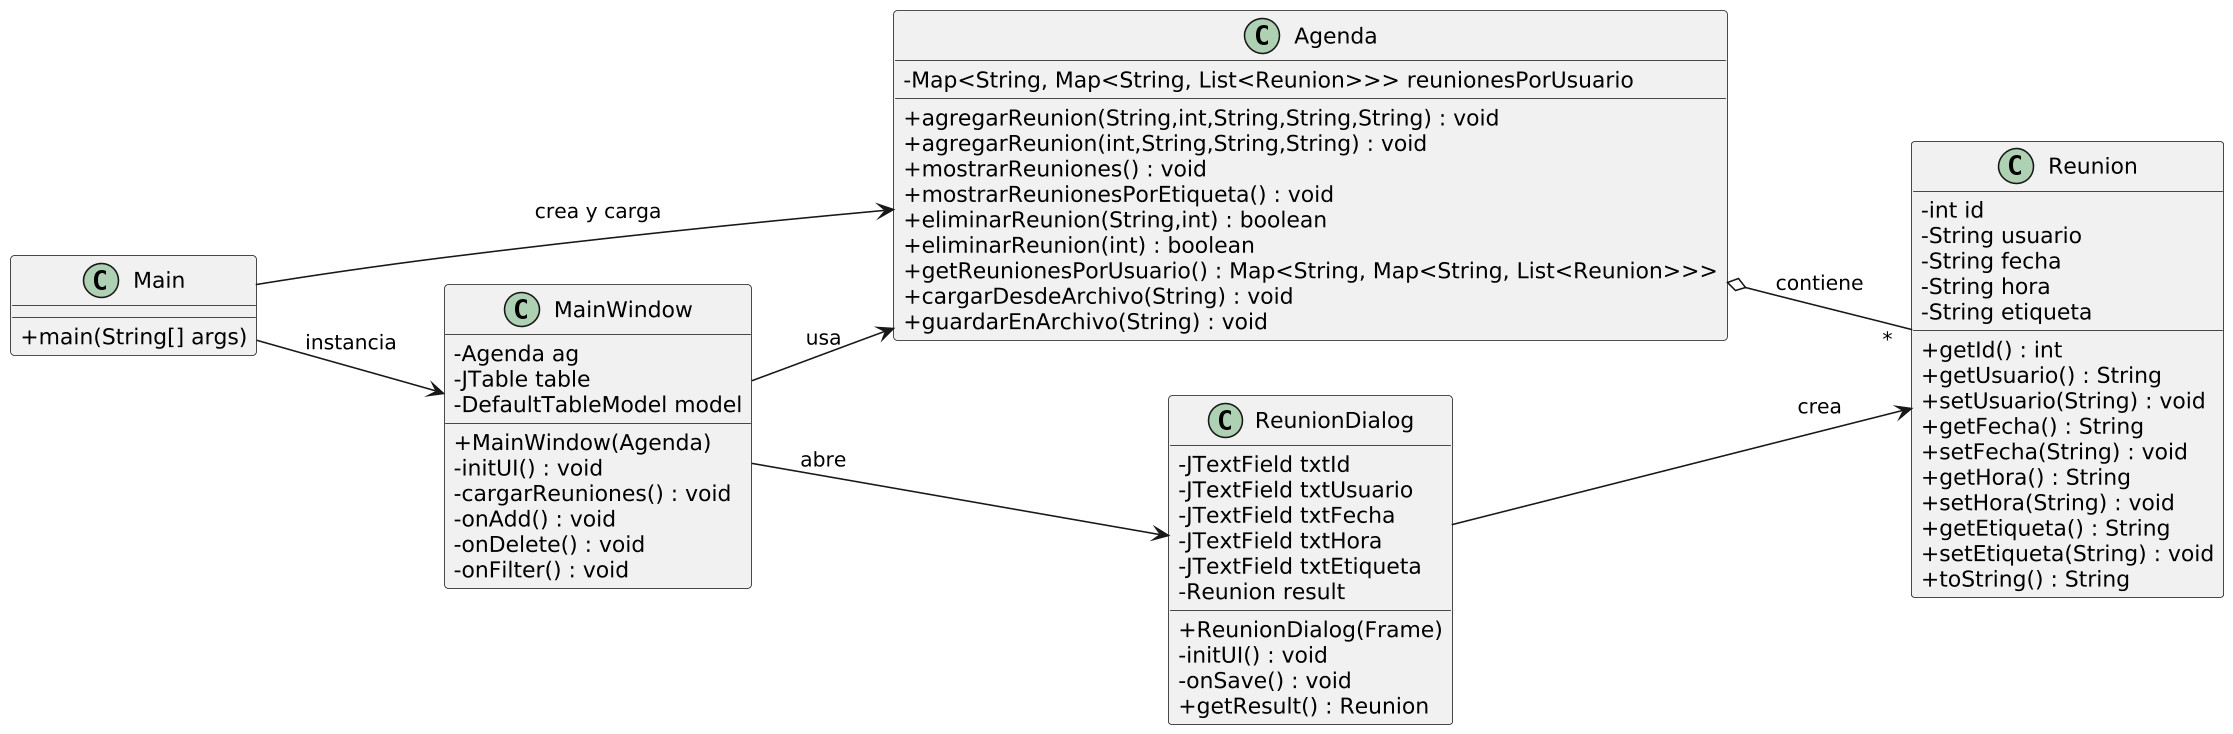 C Main
+main(String[] args)
crea y carga
instancia
C MainWindow
-Agenda ag
-JTable table
-DefaultTableModel model
+MainWindow(Agenda)
-initUI() : void
-cargarReuniones() : void
-onAdd() : void
-onDelete() : void
-onFilter() : void
usa
abre
C Agenda
-Map<String, Map<String, List<Reunion>>> reunionesPorUsuario
+agregarReunion(String,int,String,String,String) : void
+agregarReunion(int,String,String,String) : void
+mostrarReuniones() : void
+mostrarReunionesPorEtiqueta() : void
+eliminarReunion(String,int) : boolean
+eliminarReunion(int) : boolean
+getReunionesPorUsuario() : Map<String, Map<String, List<Reunion>>>
+cargarDesdeArchivo(String) : void
+guardarEnArchivo(String) : void
C ReunionDialog
-JTextField txtId
-JTextField txtUsuario
-JTextField txtFecha
-JTextField txtHora
-JTextField txtEtiqueta
-Reunion result
+ReunionDialog(Frame)
-initUI() : void
-onSave() : void
+getResult() : Reunion
contiene
*
crea
C Reunion
-int id
-String usuario
-String fecha
-String hora
-String etiqueta
+getId() : int
+getUsuario() : String
+setUsuario(String) : void
+getFecha() : String
+setFecha(String) : void
+getHora() : String
+setHora(String) : void
+getEtiqueta() : String
+setEtiqueta(String) : void
+toString() : String